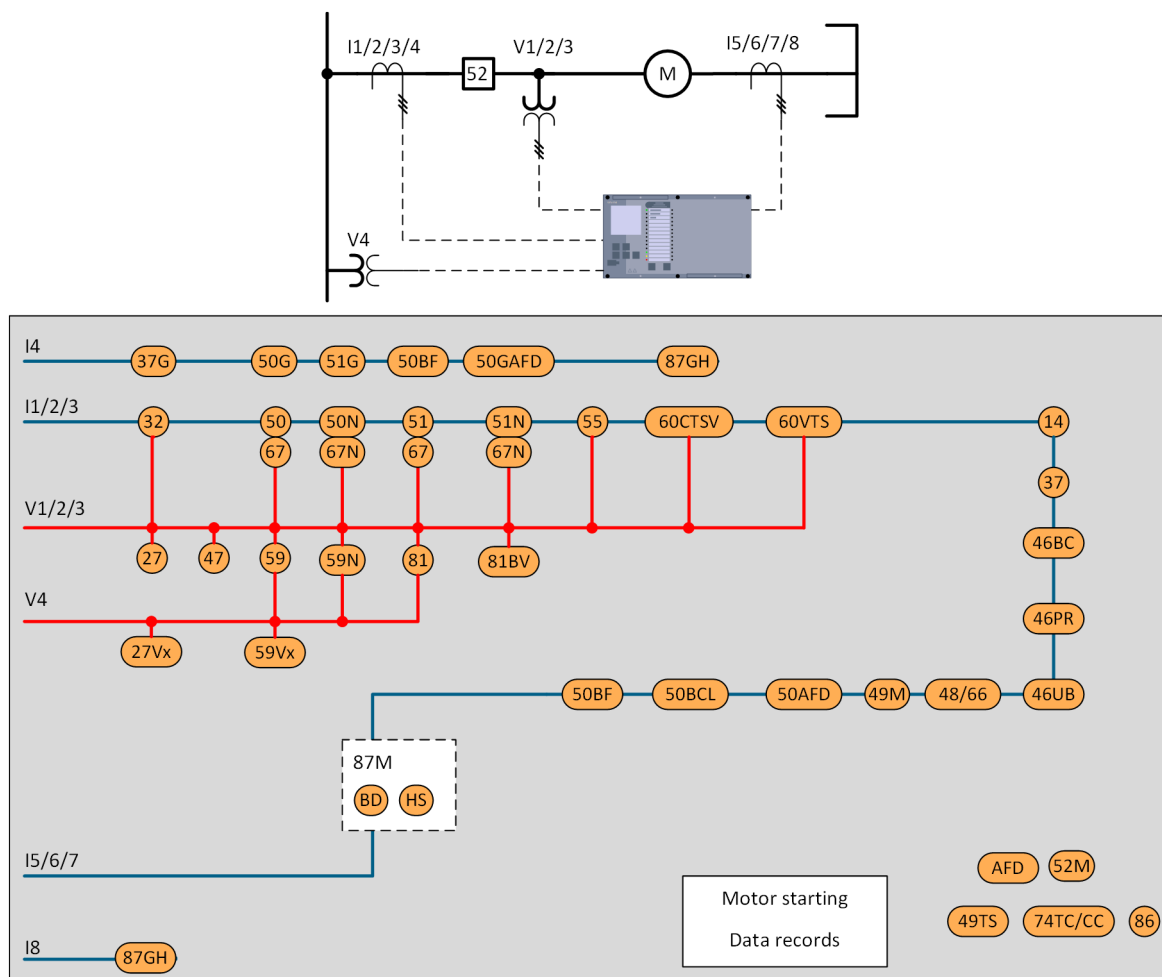 I1/2/3/4
V1/2/3
I5/6/7/8
52
M
V4
I4
37G
50G
51G
50BF
50GAFD
87GH
I1/2/3
32
50
50N
51
51N
55
60CTSV
60VTS
14
67
67N
67
67N
37
V1/2/3
27
47
59
59N
81
81BV
46BC
V4
46PR
27Vx
59Vx
50BF
50BCL
50AFD
49M
48/66
46UB
87M
BD
HS
I5/6/7
AFD
52M
Motor starting
Data records
49TS
74TC/CC
86
I8
87GH